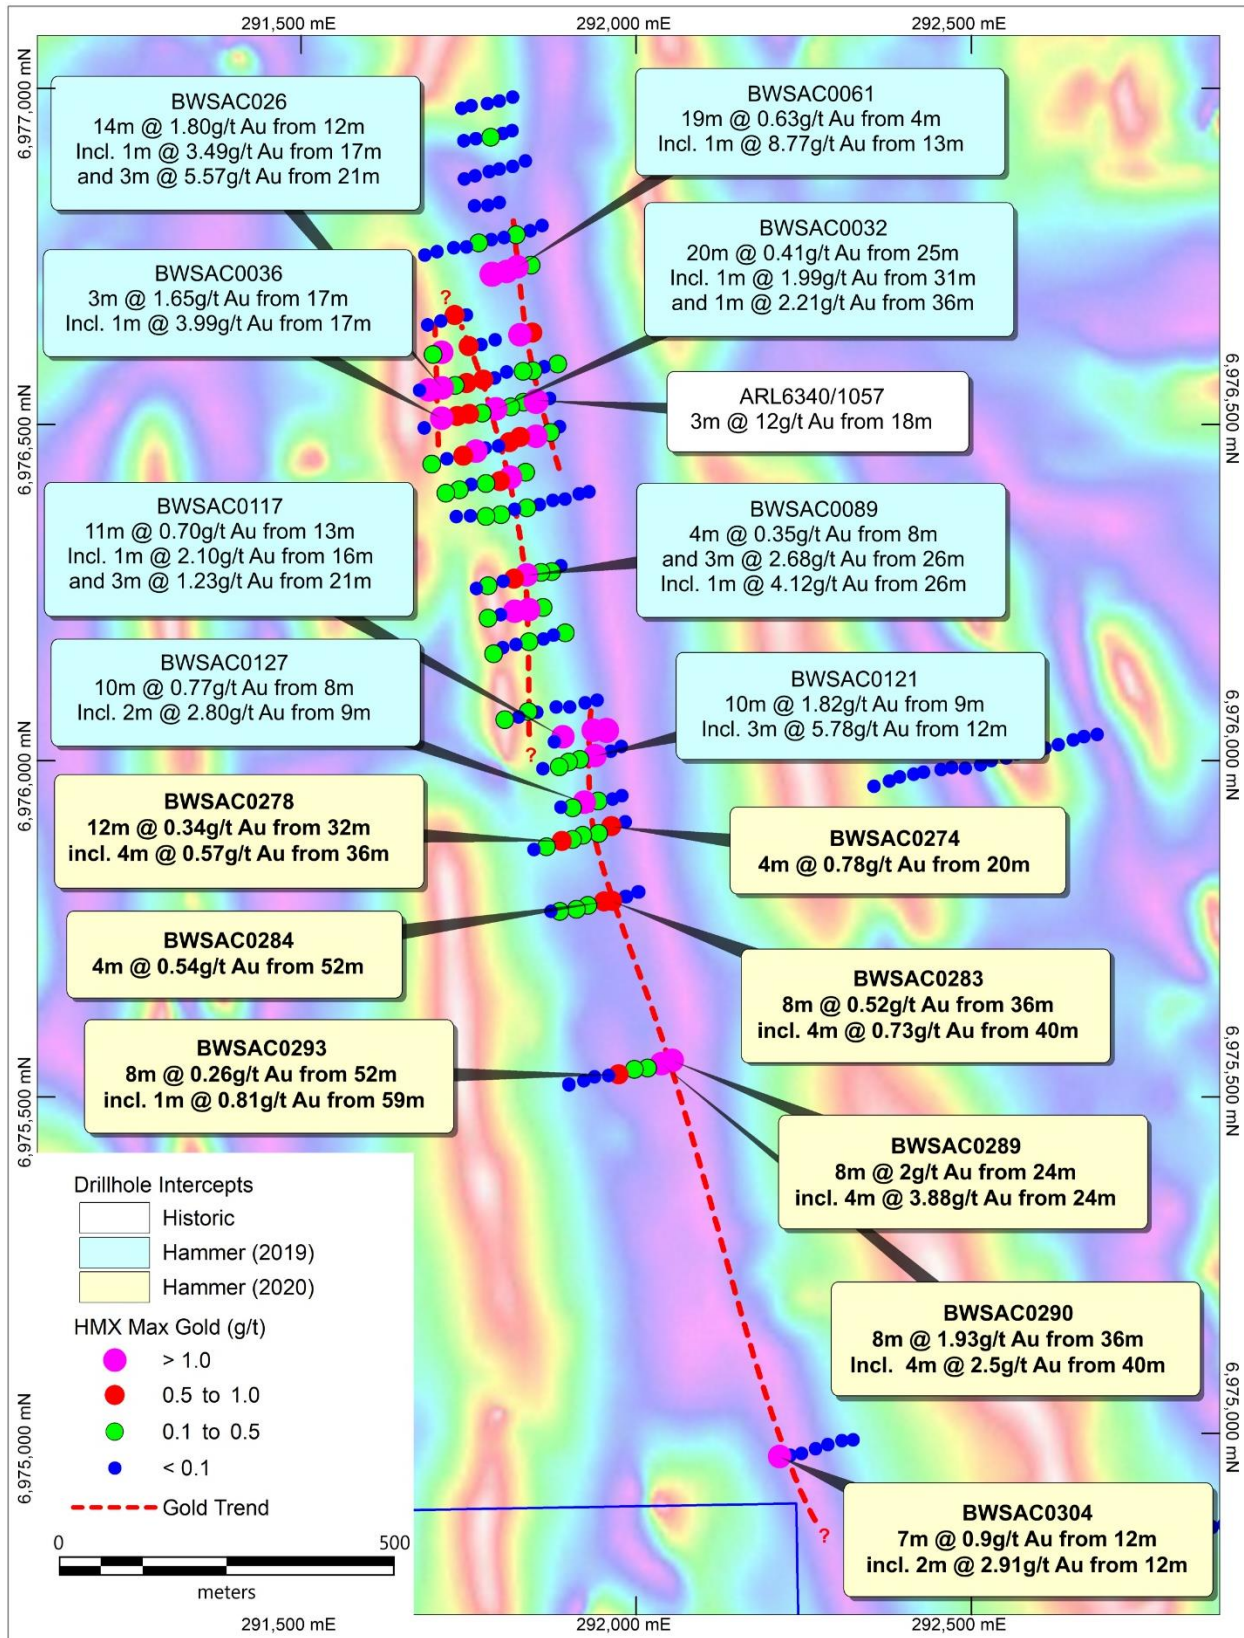 291,500 mE
292,000 mE
292,500 mE
6,977,000 mN
BWSAC026
14m @ 1.80g/t Au from 12m
Incl. 1m @ 3.49g/t Au from 17m
and 3m @ 5.57g/t Au from 21m
BWSAC0061
19m @ 0.63g/t Au from 4m
Incl. 1m @ 8.77g/t Au from 13m
BWSAC0032
20m @ 0.41g/t Au from 25m
Incl. 1m @ 1.99g/t Au from 31m
and 1m @ 2.21g/t Au from 36m
BWSAC0036
3m @ 1.65g/t Au from 17m
Incl. 1m @ 3.99g/t Au from 17m
?
ARL6340/1057
3m @ 12g/t Au from 18m
6,976,500 mN
6,976,500 mN
BWSAC0117
11m @ 0.70g/t Au from 13m
Incl. 1m @ 2.10g/t Au from 16m
and 3m @ 1.23g/t Au from 21m
BWSAC0089
4m @ 0.35g/t Au from 8m
and 3m @ 2.68g/t Au from 26m
Incl. 1m @ 4.12g/t Au from 26m
BWSAC0127
10m @ 0.77g/t Au from 8m
Incl. 2m @ 2.80g/t Au from 9m
BWSAC0121
10m @ 1.82g/t Au from 9m
Incl. 3m @ 5.78g/t Au from 12m
?
6,976,000 mN
6,976,000 mN
BWSAC0278
12m @ 0.34g/t Au from 32m
incl. 4m @ 0.57g/t Au from 36m
BWSAC0274
4m @ 0.78g/t Au from 20m
BWSAC0284
4m @ 0.54g/t Au from 52m
BWSAC0283
8m @ 0.52g/t Au from 36m
incl. 4m @ 0.73g/t Au from 40m
BWSAC0293
8m @ 0.26g/t Au from 52m
incl. 1m @ 0.81g/t Au from 59m
6,975,500 mN
6,975,500 mN
BWSAC0289
8m @ 2g/t Au from 24m
incl. 4m @ 3.88g/t Au from 24m
BWSAC0290
8m @ 1.93g/t Au from 36m
Incl. 4m @ 2.5g/t Au from 40m
6,975,000 mN
6,975,000 mN
BWSAC0304
7m @ 0.9g/t Au from 12m
incl. 2m @ 2.91g/t Au from 12m
?
Drillhole Intercepts
Historic
Hammer (2019)
Hammer (2020)
HMX Max Gold (g/t)
> 1.0
0.5 to 1.0
0.1 to 0.5
< 0.1
Gold Trend
0 500
meters
291,500 mE
292,000 mE
292,500 mE